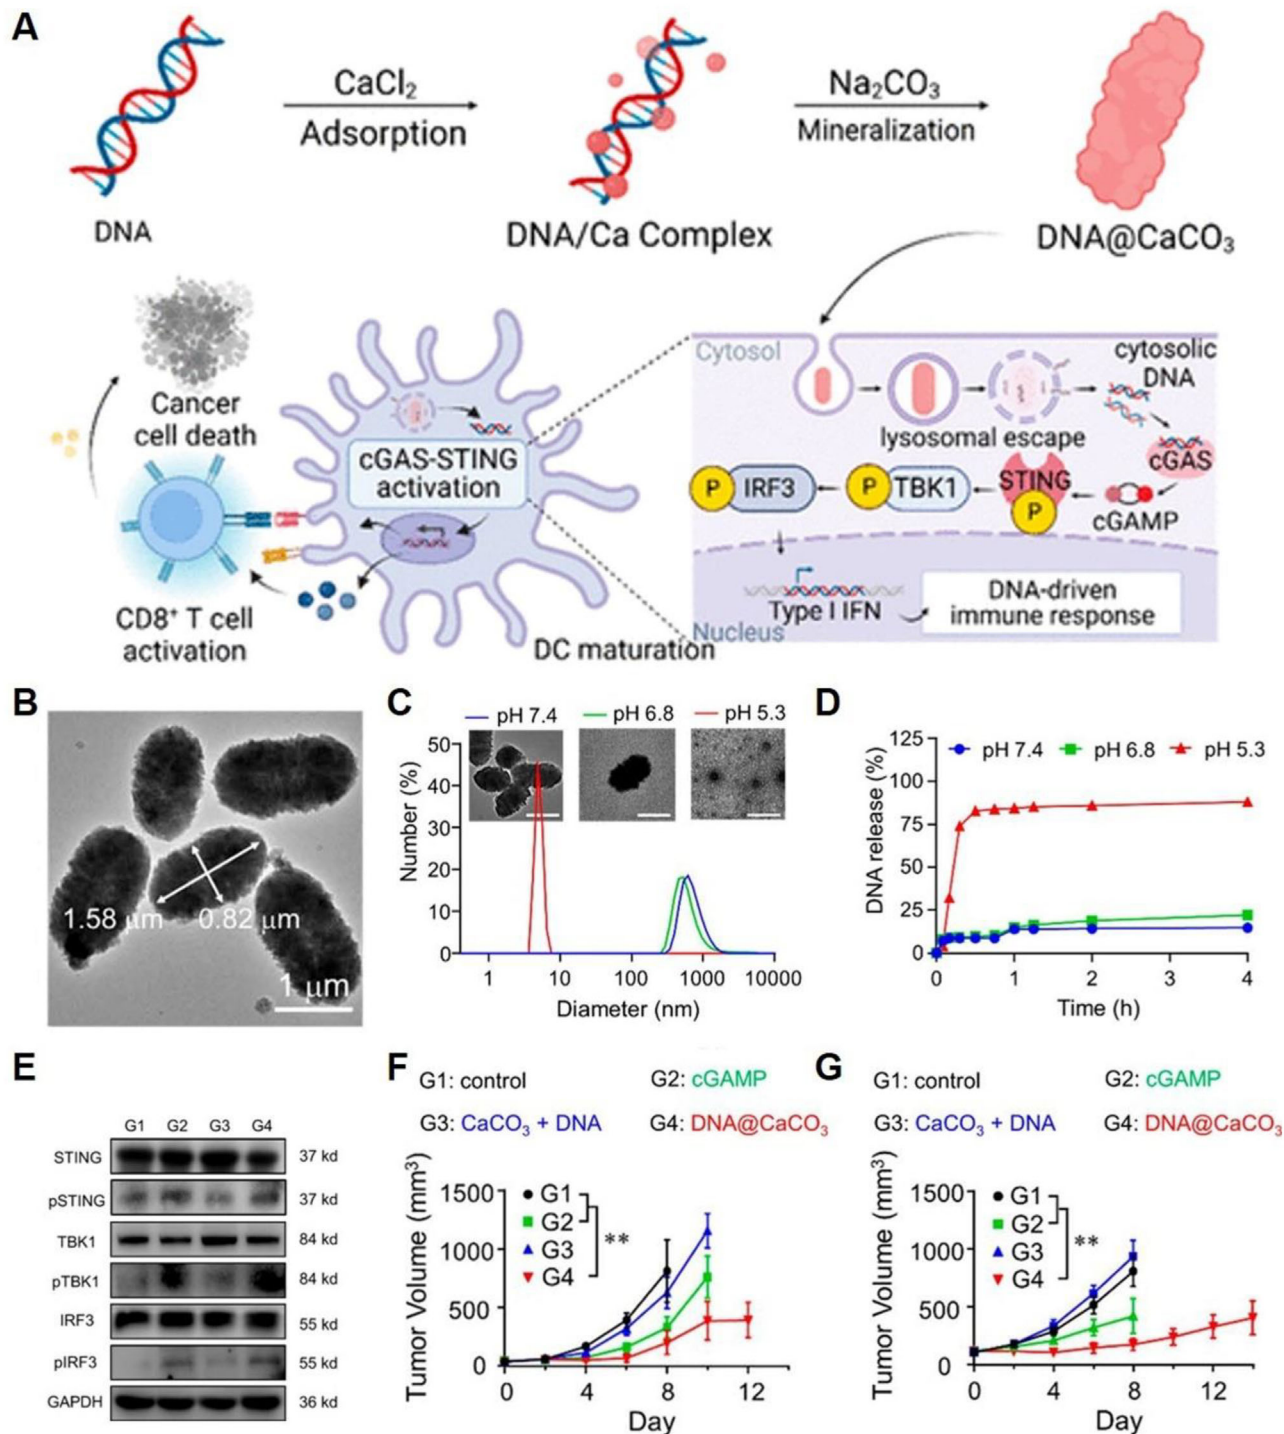 A
CaCl₂
Adsorption
Na₂CO₃
Mineralization
DNA
DNA/Ca Complex
DNA@CaCO₃
Cancer
cell death
cGAS-STING
activation
CD8⁺ T cell
activation
DC maturation
Cytosol
cytosolic
DNA
lysosomal escape
cGAS
P IRF3
P TBK1
STING
P
cGAMP
Type I IFN
DNA-driven
immune response
Nucleus
B
1.58 μm
0.82 μm
1 μm
C
pH 7.4 pH 6.8 pH 5.3
Number (%)
50
40
30
20
10
0
1 10 100 1000 10000
Diameter (nm)
D
pH 7.4 pH 6.8 pH 5.3
DNA release (%)
125
100
75
50
25
0
0 1 2 3 4
Time (h)
E
G1 G2 G3 G4
STING 37 kd
pSTING 37 kd
TBK1 84 kd
pTBK1 84 kd
IRF3 55 kd
pIRF3 55 kd
GAPDH 36 kd
F
G1: control G2: cGAMP
G3: CaCO₃ + DNA G4: DNA@CaCO₃
Tumor Volume (mm³)
1500
1000
500
0
G1
G2
G3
G4
**
0 4 8 12
Day
G
G1: control G2: cGAMP
G3: CaCO₃ + DNA G4: DNA@CaCO₃
Tumor Volume (mm³)
1500
1000
500
0
G1
G2
G3
G4
**
0 4 8 12
Day